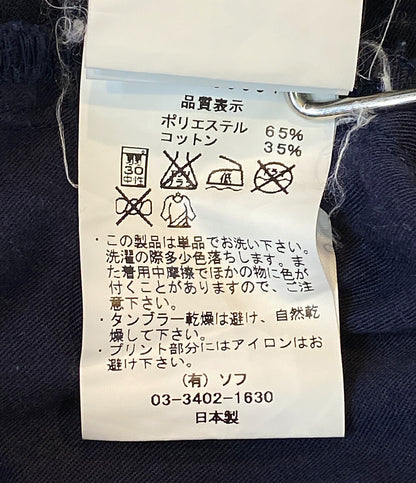 品質表示
ポリエステル 65%
コットン 35%
30
中性
低
・この製品は単品でお洗い下さい。
洗濯の際多少色落ちします。ま
た着用中摩擦でほかの物に色が
付くことがありますので、ご注
意下さい。
・タンブラー乾燥は避け、自然乾
燥して下さい。
・プリント部分にはアイロンはお
避け下さい。
(有)ソフ
03-3402-1630
日本製